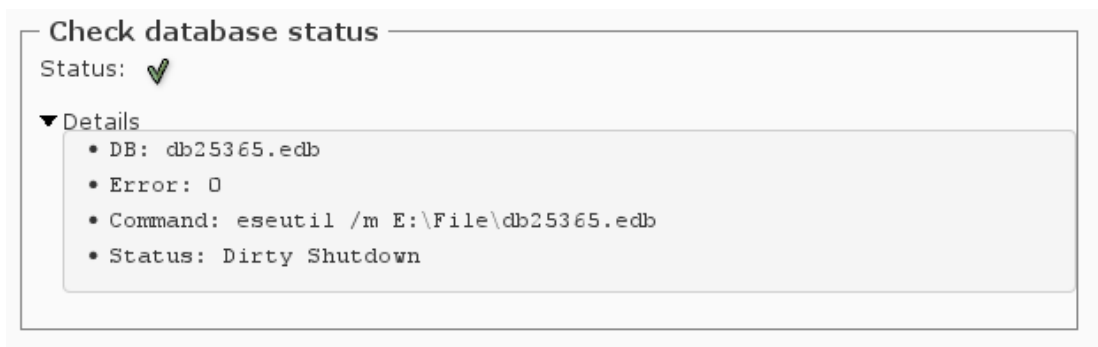 Check database status
Status:
Details
DB: db25365.edb
Error: 0
Command: eseutil /m E:\File\db25365.edb
Status: Dirty Shutdown